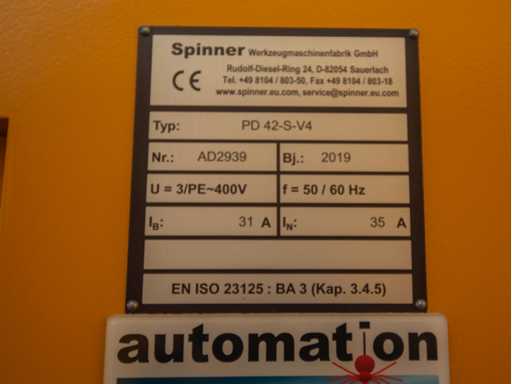 Spinner Werkzeugmaschinenfabrik GmbH
Rudolf-Diesel-Ring 24, D-82054 Sauerlach
CE
Tel. +49 8104 / 803-50, Fax +49 8104 / 803-18
www.spinner.eu.com, service@spinner.eu.com
Typ: PD 42-S-V4
Nr.: AD2939 Bj.: 2019
U = 3/PE~400V f = 50 / 60 Hz
IB: 31 A IN: 35 A
EN ISO 23125 : BA 3 (Kap. 3.4.5)
automation